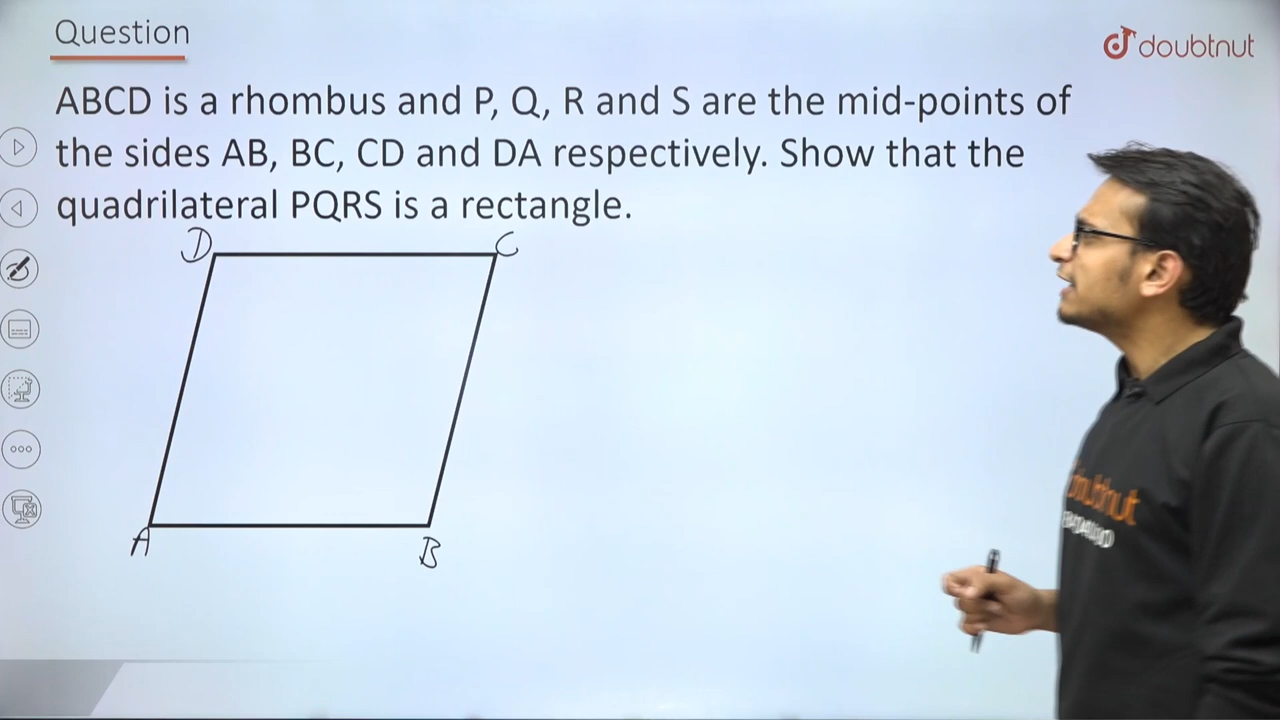 Question
doubtnut
ABCD is a rhombus and P, Q, R and S are the mid-points of
the sides AB, BC, CD and DA respectively. Show that the
quadrilateral PQRS is a rectangle.
D
C
A
B